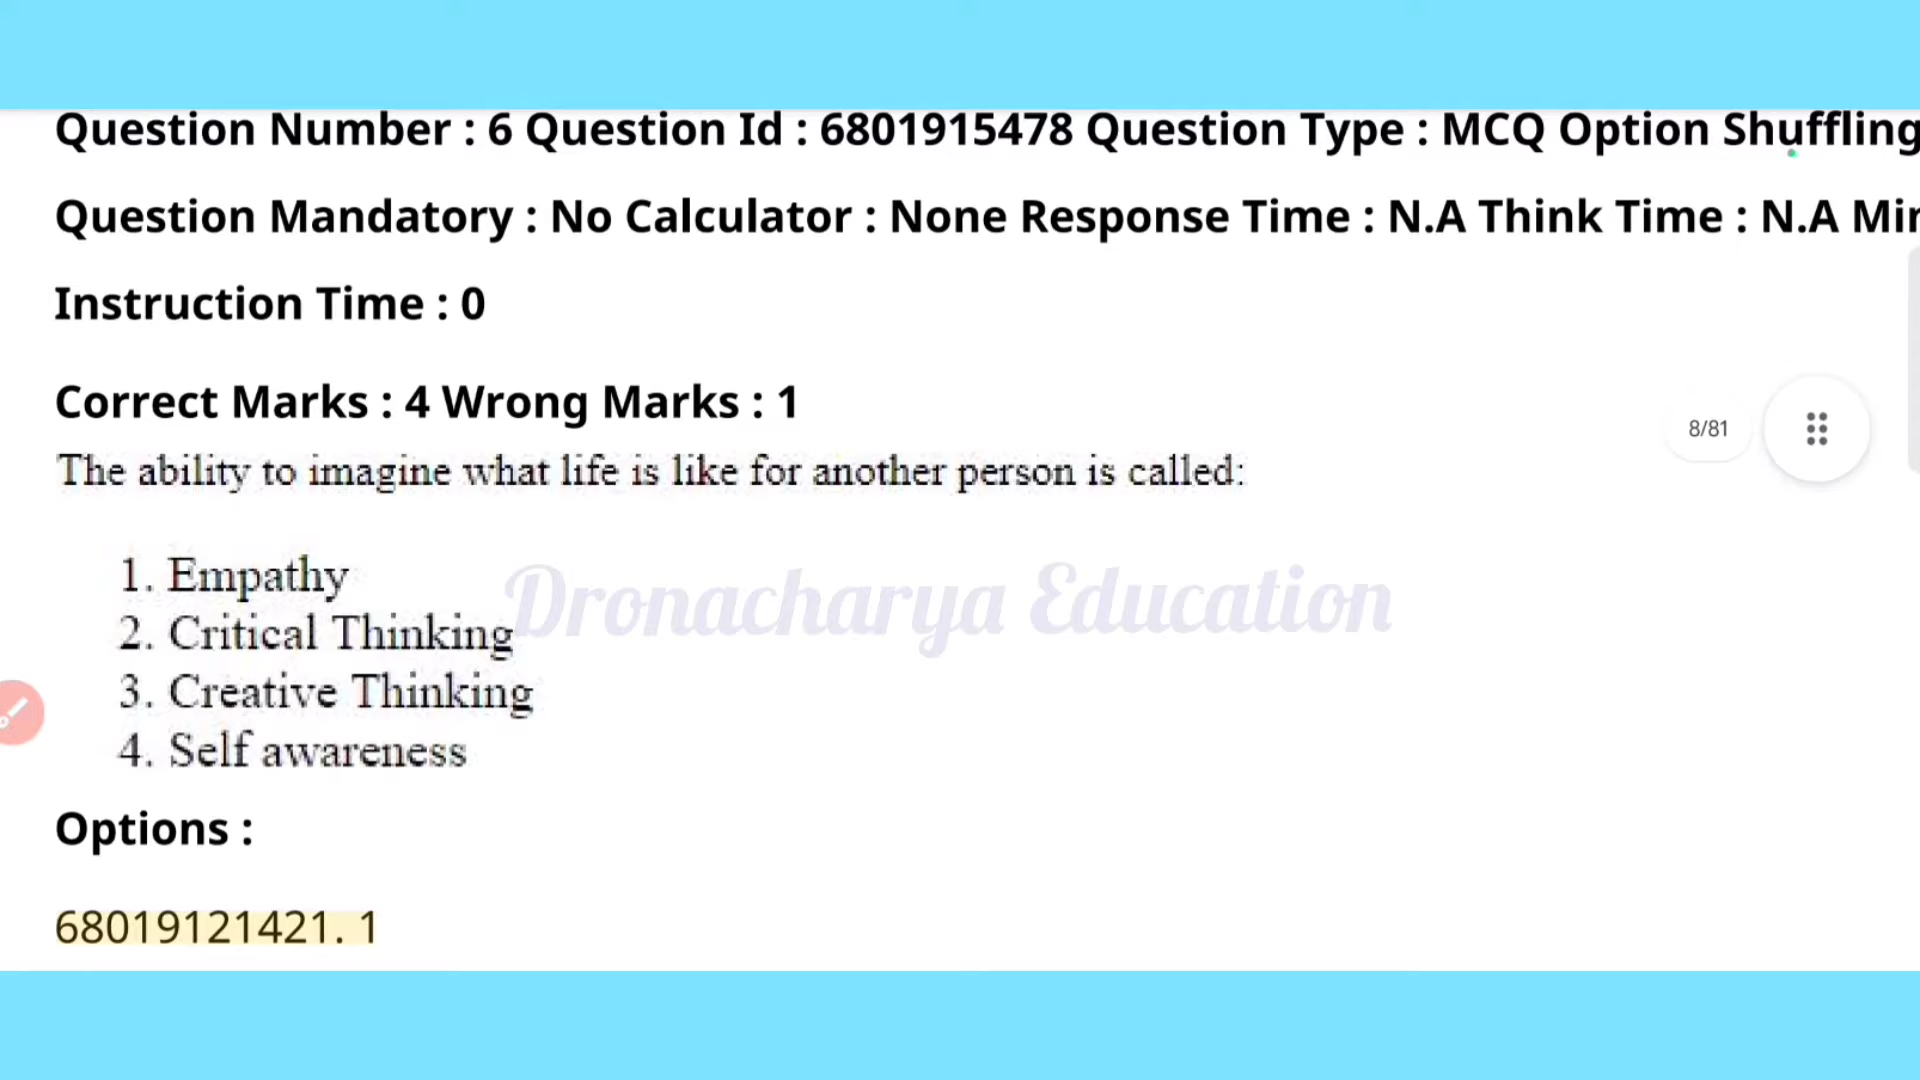 Question Number : 6 Question Id : 6801915478 Question Type : MCQ Option Shuffling
Question Mandatory : No Calculator : None Response Time : N.A Think Time : N.A
Instruction Time : 0
Correct Marks : 4 Wrong Marks : 1
8/81
The ability to imagine what life is like for another person is called:
1. Empathy
Dronacharya Education
2. Critical Thinking
3. Creative Thinking
4. Self awareness
Options :
68019121421. 1